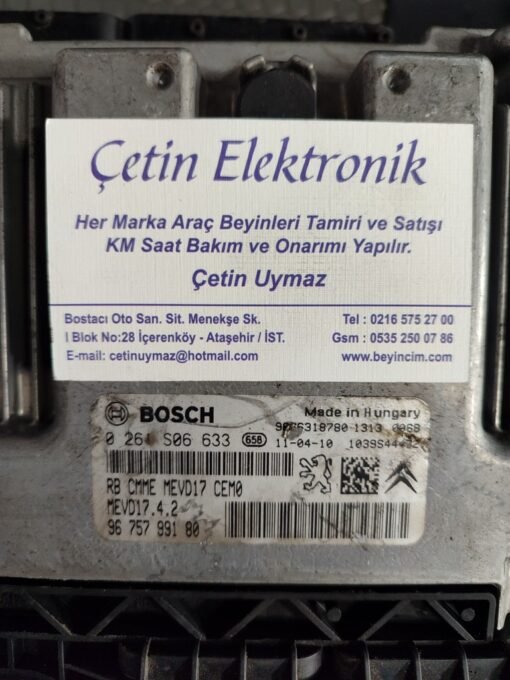 Çetin Elektronik
Her Marka Araç Beyinleri Tamiri ve Satışı
KM Saat Bakım ve Onarımı Yapılır.
Çetin Uymaz
Bostacı Oto San. Sit. Menekşe Sk.
I Blok No:28 İçerenköy - Ataşehir / İST.
E-mail: cetinuymaz@hotmail.com
Tel : 0216 575 27 00
Gsm : 0535 250 07 86
www.beyincim.com
BOSCH
Made in Hungary
1313
0 261 S06 633 658 11-04-10
RB CMME MEVD17 CEM0
MEVD17.4.2
96 757 991 80